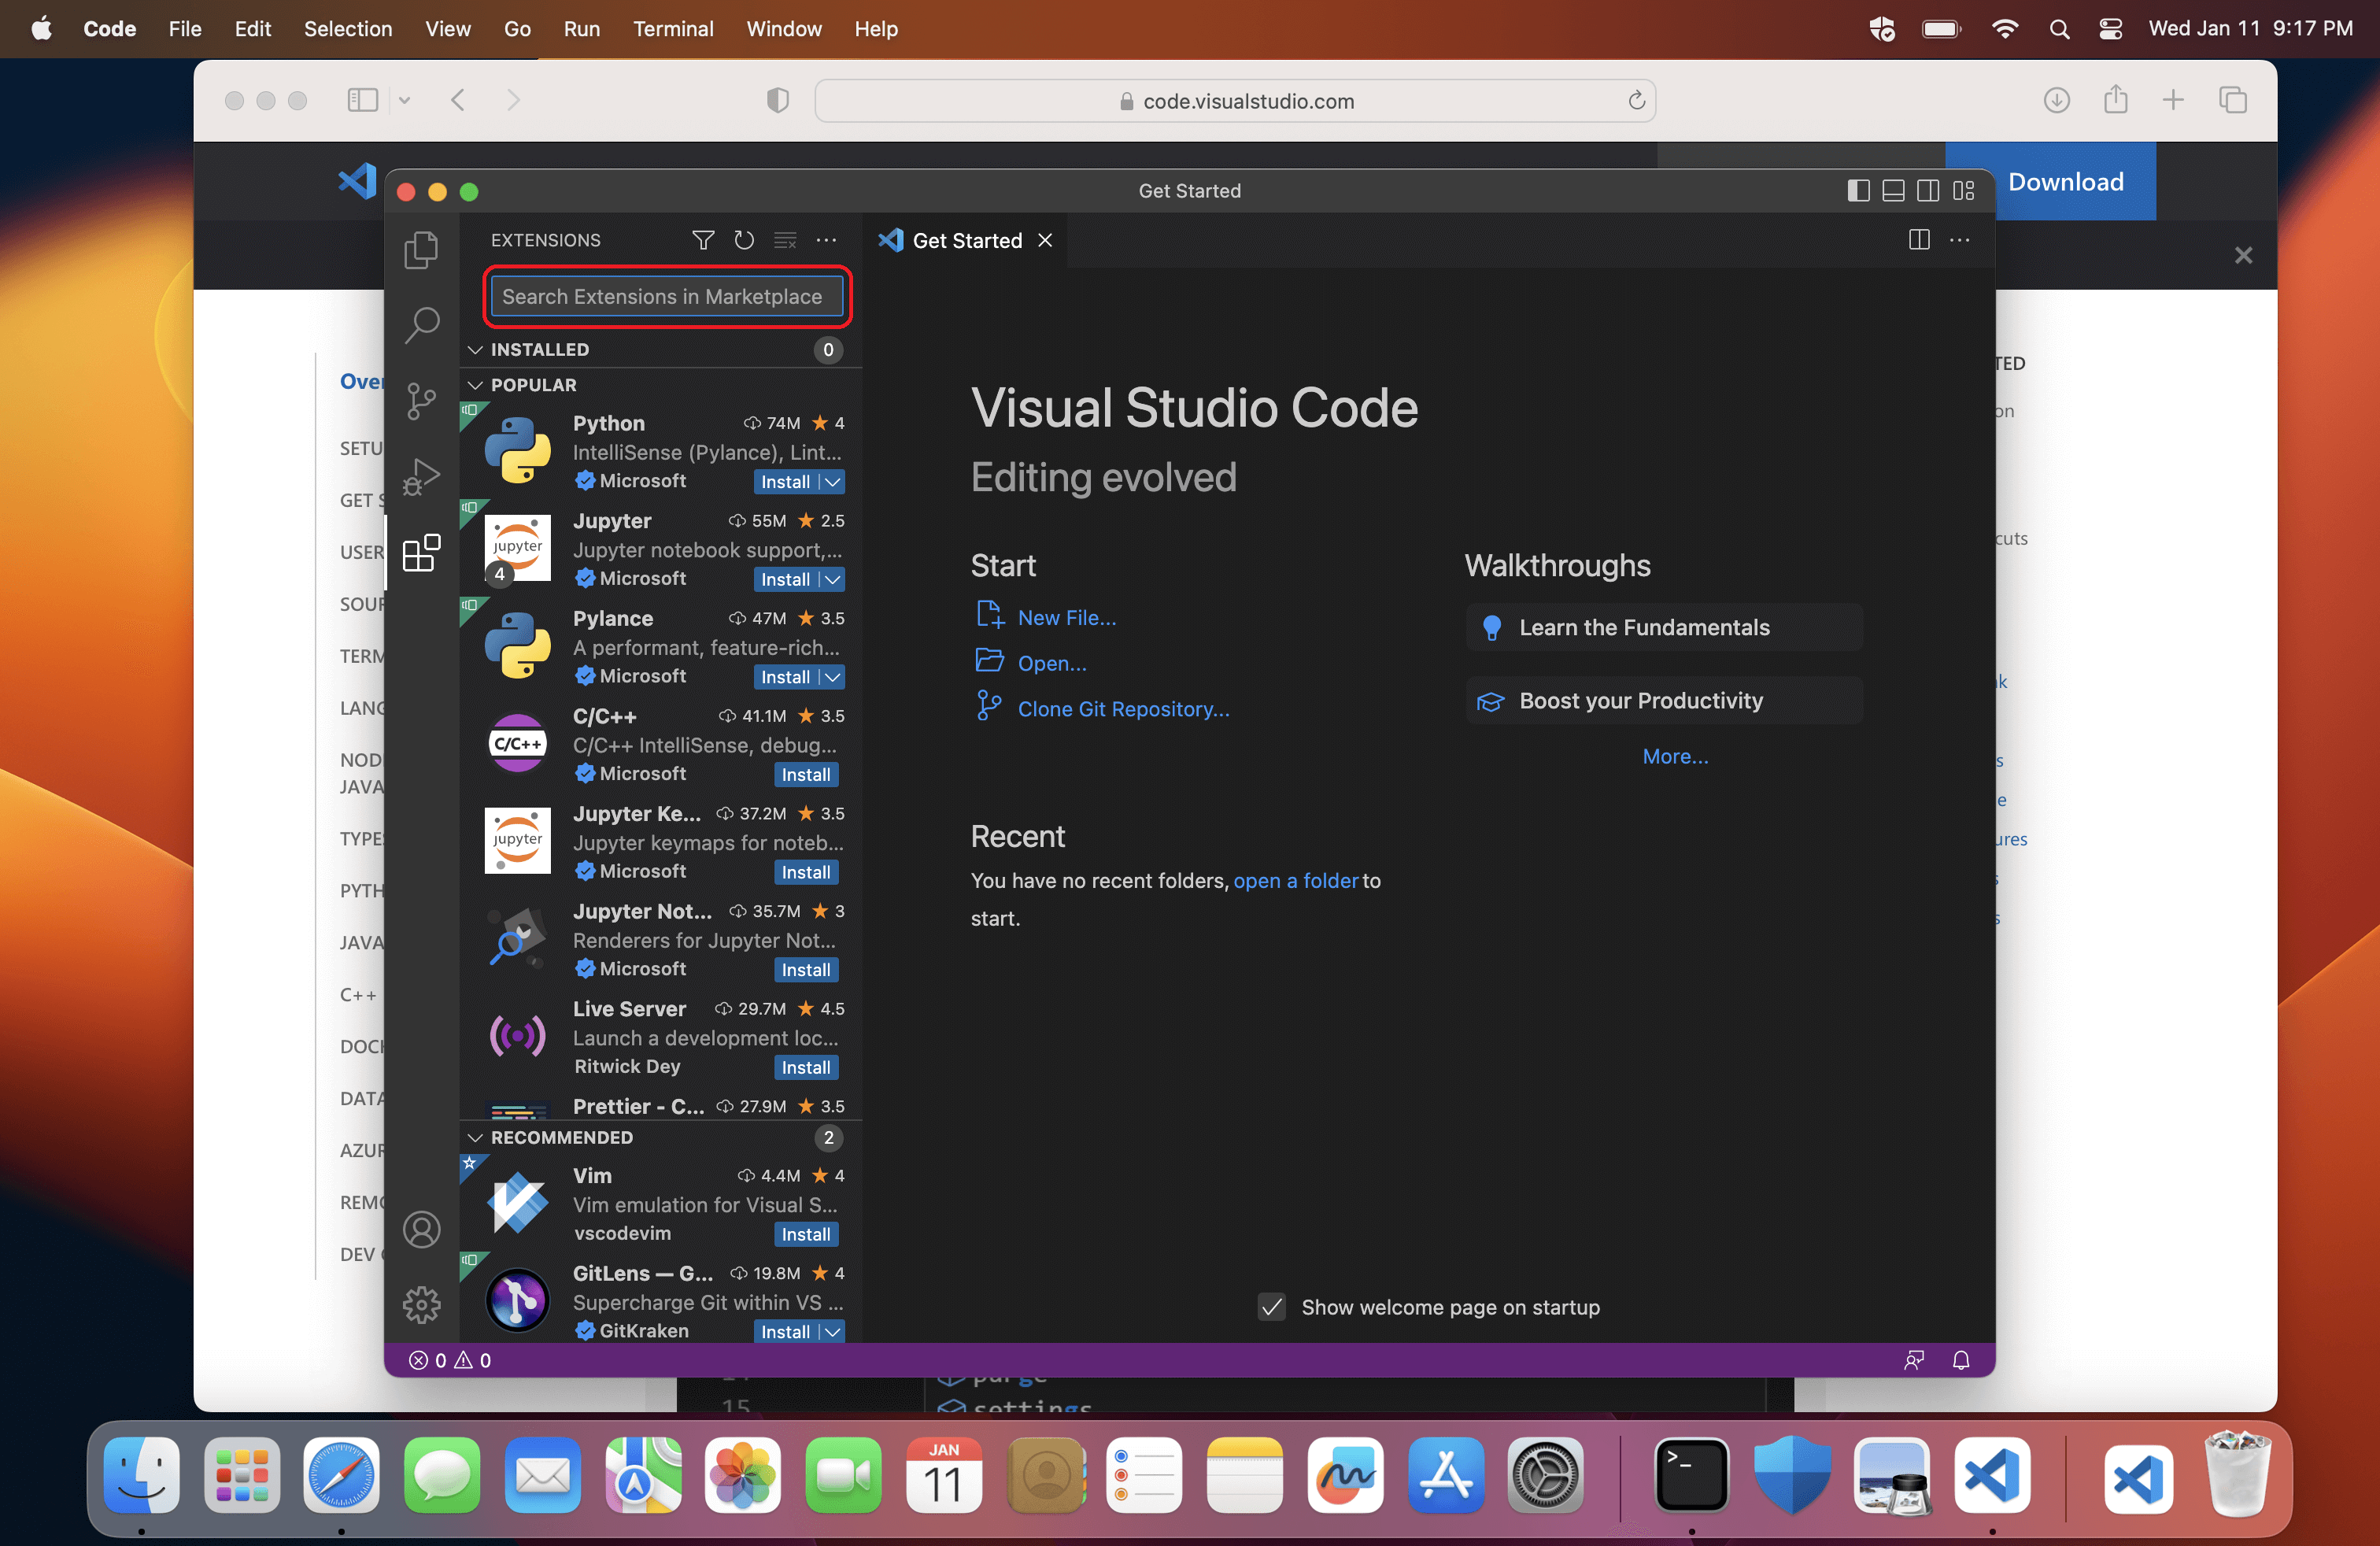 Code File Edit Selection View Go Run Terminal Window Help Wed Jan 11 9:17 PM
code.visualstudio.com
Download
Get Started
EXTENSIONS
Get Started
Search Extensions in Marketplace
INSTALLED 0
POPULAR
Python 74M 4
IntelliSense (Pylance), Lint...
Microsoft Install
Jupyter 55M 2.5
Jupyter notebook support,...
Microsoft Install
jupyter
4
Pylance 47M 3.5
A performant, feature-rich...
Microsoft Install
C/C++ 41.1M 3.5
C/C++ IntelliSense, debug...
Microsoft Install
C/C++
Jupyter Ke... 37.2M 3.5
Jupyter keymaps for noteb...
Microsoft Install
jupyter
Jupyter Not... 35.7M 3
Renderers for Jupyter Not...
Microsoft Install
Live Server 29.7M 4.5
Launch a development loc...
Ritwick Dey Install
Prettier - C... 27.9M 3.5
RECOMMENDED 2
Vim 4.4M 4
Vim emulation for Visual S...
vscodevim Install
GitLens — G... 19.8M 4
Supercharge Git within VS ...
GitKraken Install
0 0
Visual Studio Code
Editing evolved
Start
New File...
Open...
Clone Git Repository...
Recent
You have no recent folders, open a folder to
start.
Walkthroughs
Learn the Fundamentals
Boost your Productivity
More...
Show welcome page on startup
Over
SETU
GET S
USER
SOUR
TERM
LANG
NOD
JAVA
TYPE
PYTH
JAVA
C++
DOCK
DATA
AZUR
REMO
DEV
TED
on
cuts
k
s
e
ures
s
s
purge
15 settings
JAN
11
>_